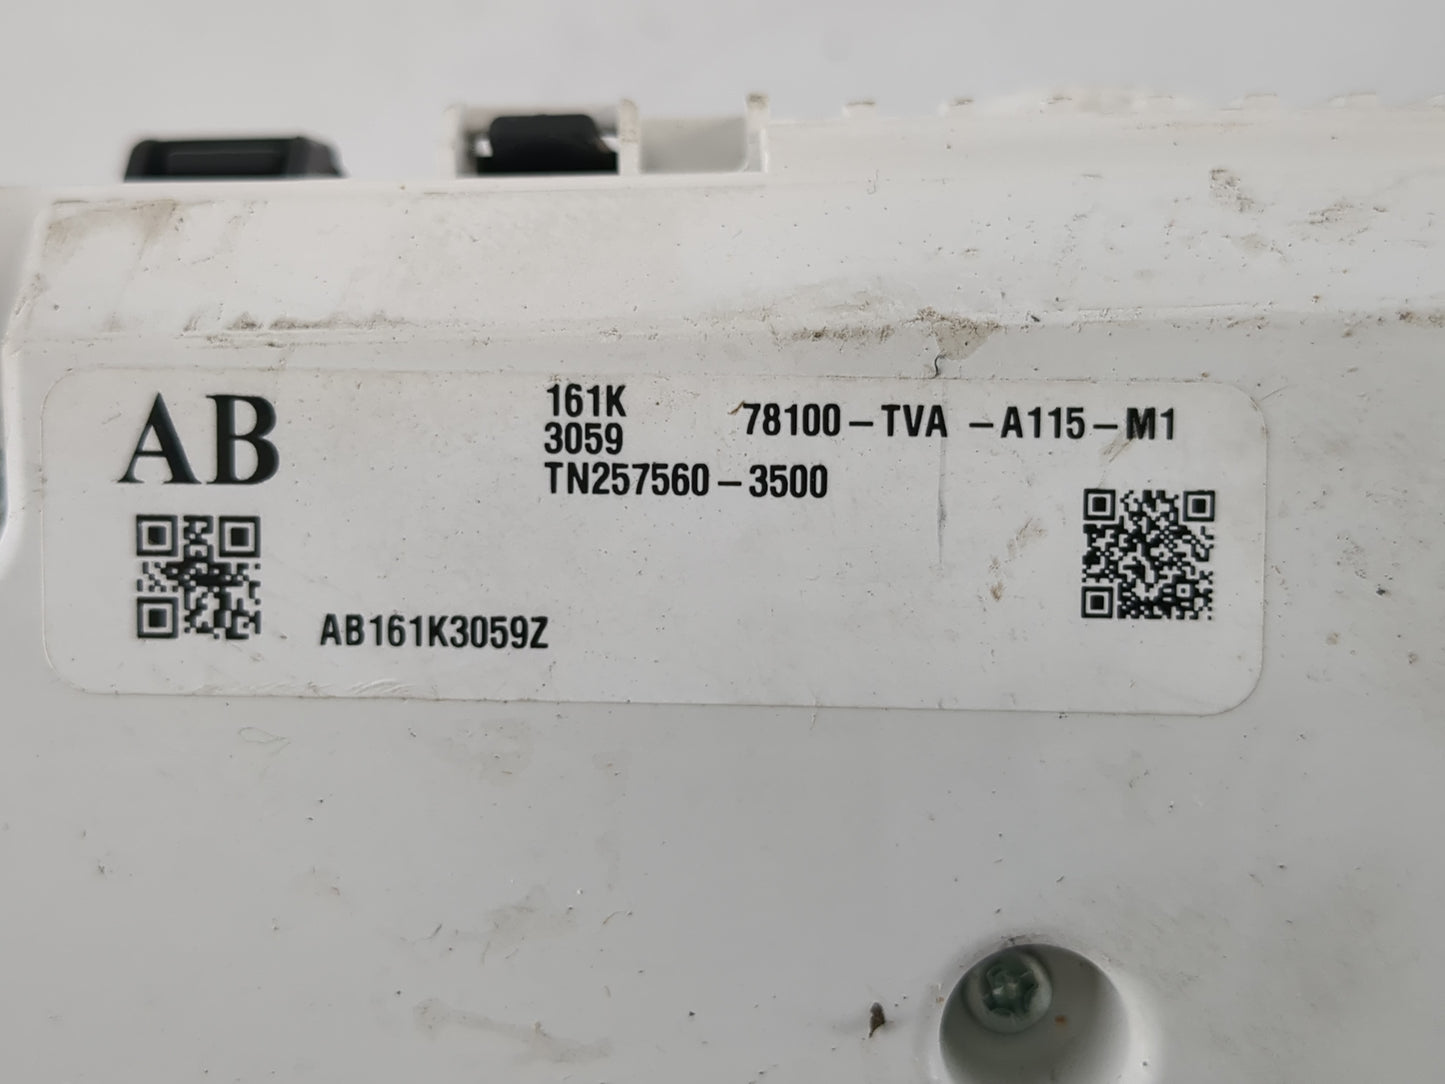 AB
161K
3059
TN257560-3500
78100-TVA -A115-M1
AB161K3059Z